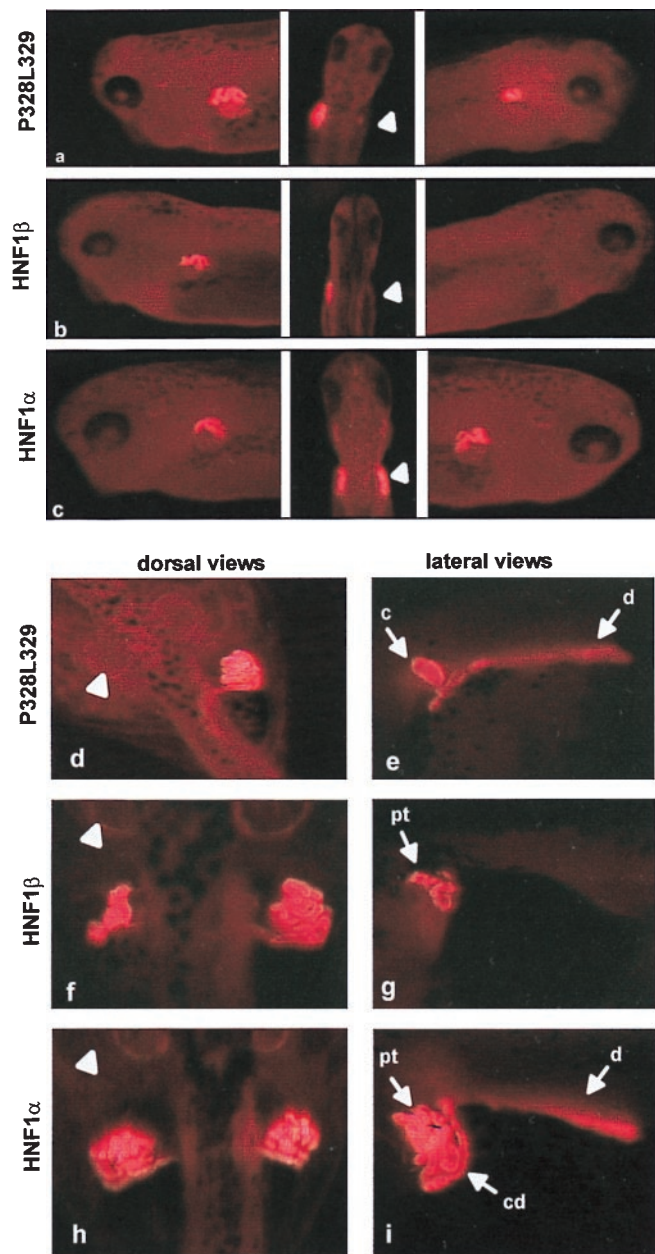 P328L329
a
HNF1β
b
HNF1α
c
dorsal views
lateral views
P328L329
d
c
d
e
HNF1β
f
pt
g
HNF1α
h
pt
d
cd
i